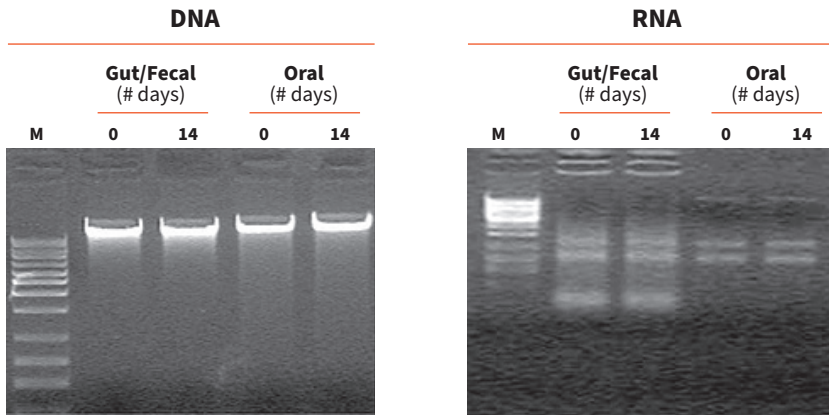 DNA
RNA
Gut/Fecal
(# days)
Oral
(# days)
Gut/Fecal
(# days)
Oral
(# days)
M 0 14 0 14
M 0 14 0 14